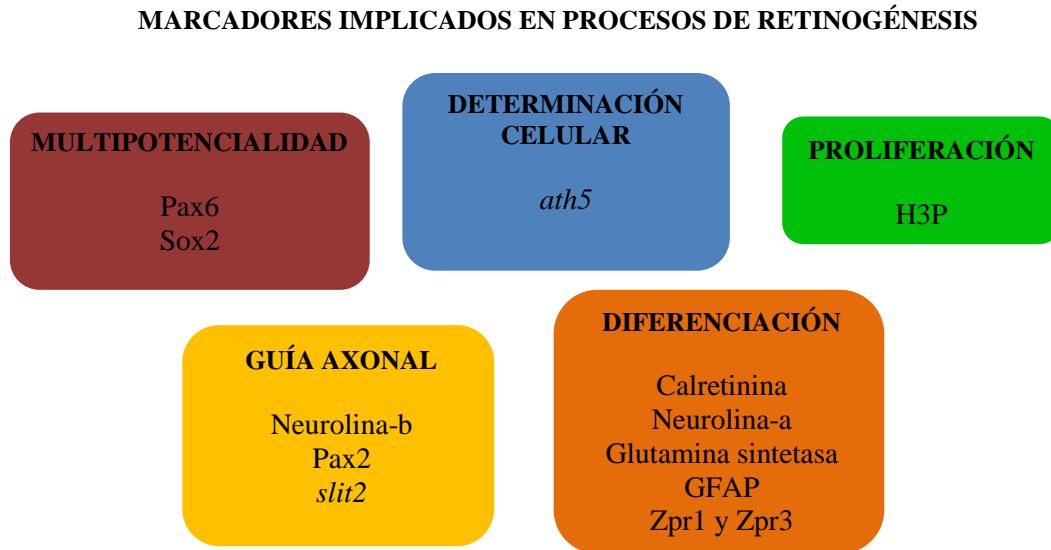 MARCADORES IMPLICADOS EN PROCESOS DE RETINOGÉNESIS
MULTIPOTENCIALIDAD
Pax6
Sox2
DETERMINACIÓN
CELULAR
ath5
PROLIFERACIÓN
H3P
GUÍA AXONAL
Neurolina-b
Pax2
slit2
DIFERENCIACIÓN
Calretinina
Neurolina-a
Glutamina sintetasa
GFAP
Zpr1 y Zpr3